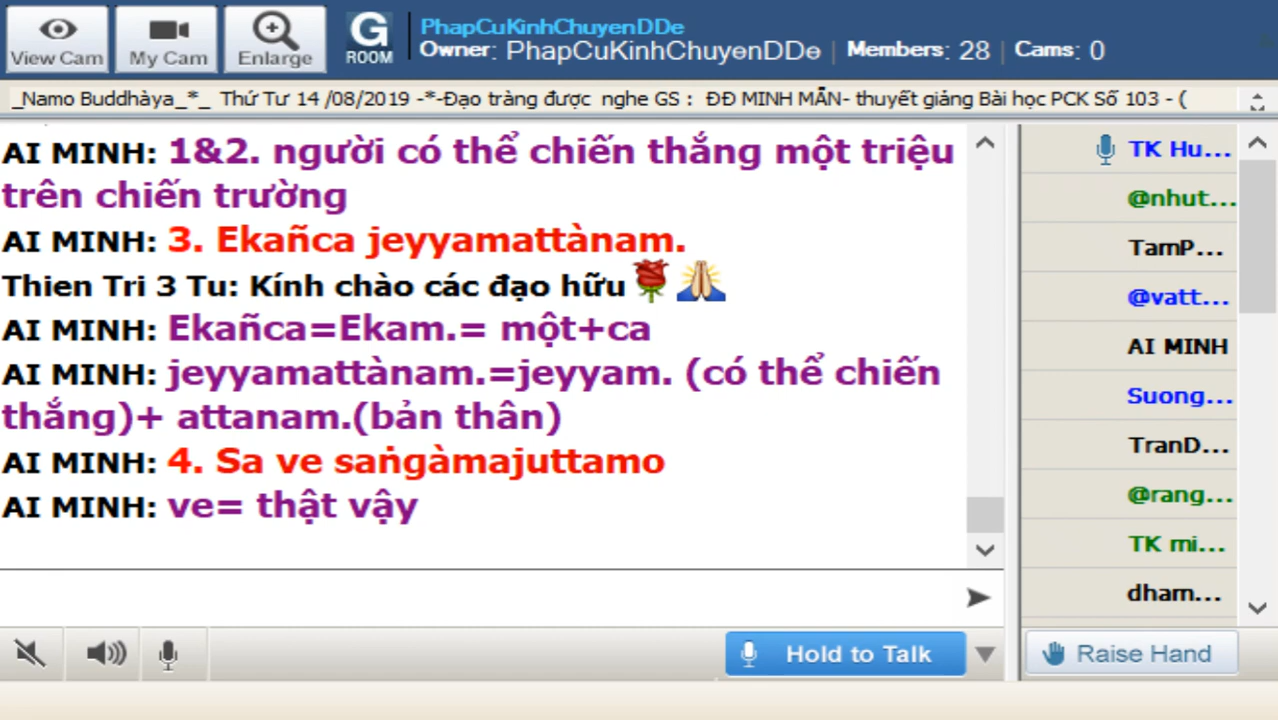 View Cam
My Cam
Enlarge
G
ROOM
PhapCuKinhChuyenDDe
Owner: PhapCuKinhChuyenDDe | Members: 28 | Cams: 0
_Namo Buddhàya_*_ Thứ Tư 14 /08/2019 -*-Đạo tràng được nghe GS : ĐĐ MINH MẪN- thuyết giảng Bài học PCK Số 103 - (
AI MINH: 1&2. người có thể chiến thắng một triệu
trên chiến trường
AI MINH: 3. Ekañca jeyyamattànam.
Thien Tri 3 Tu: Kính chào các đạo hữu🌹🙏
AI MINH: Ekañca=Ekam.= một+ca
AI MINH: jeyyamattànam.=jeyyam. (có thể chiến
thắng)+ attanam.(bản thân)
AI MINH: 4. Sa ve saṅgàmajuttamo
AI MINH: ve= thật vậy
TK Hu...
@nhut...
TamP...
@vatt...
AI MINH
Suong...
TranD...
@rang...
TK mi...
dham...
Hold to Talk
Raise Hand